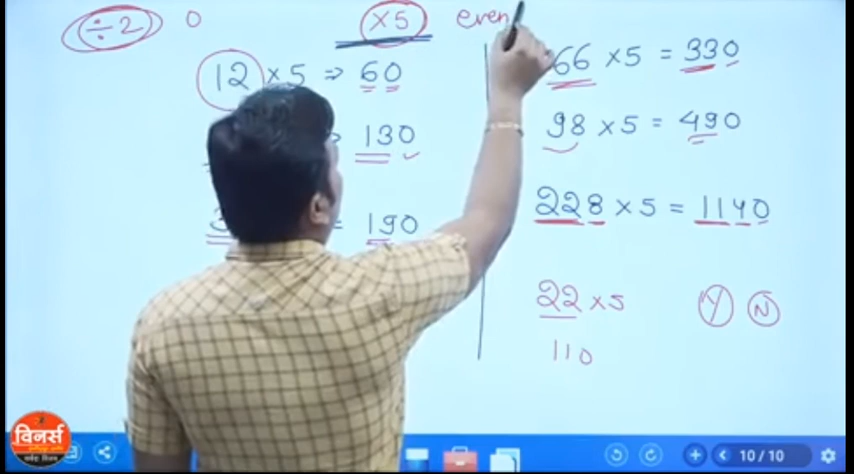 ÷2 0 ×5 even
12 ×5 ⇒ 60
130
= 190
66 ×5 = 330
98 ×5 = 490
228 ×5 = 1140
22 ×5
110
Y N
विनर्स
10 / 10